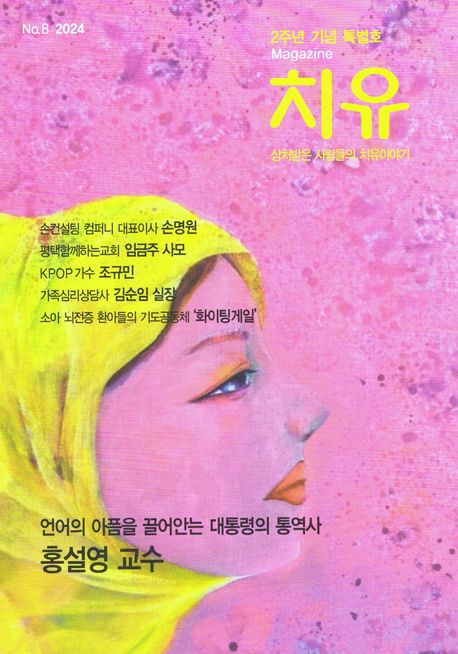 No.8 2024
2주년 기념 특별호
Magazine
치유
상처받은 사람들의 치유이야기
손컨설팅 컴퍼니 대표이사 손명원
평택함께하는교회 임금주 사모
KPOP 가수 조규민
가족심리상담사 김순임 실장
소아 뇌전증 환아들의 기도공동체 '화이팅게일'
언어의 아픔을 끌어안는 대통령의 통역사
홍설영 교수